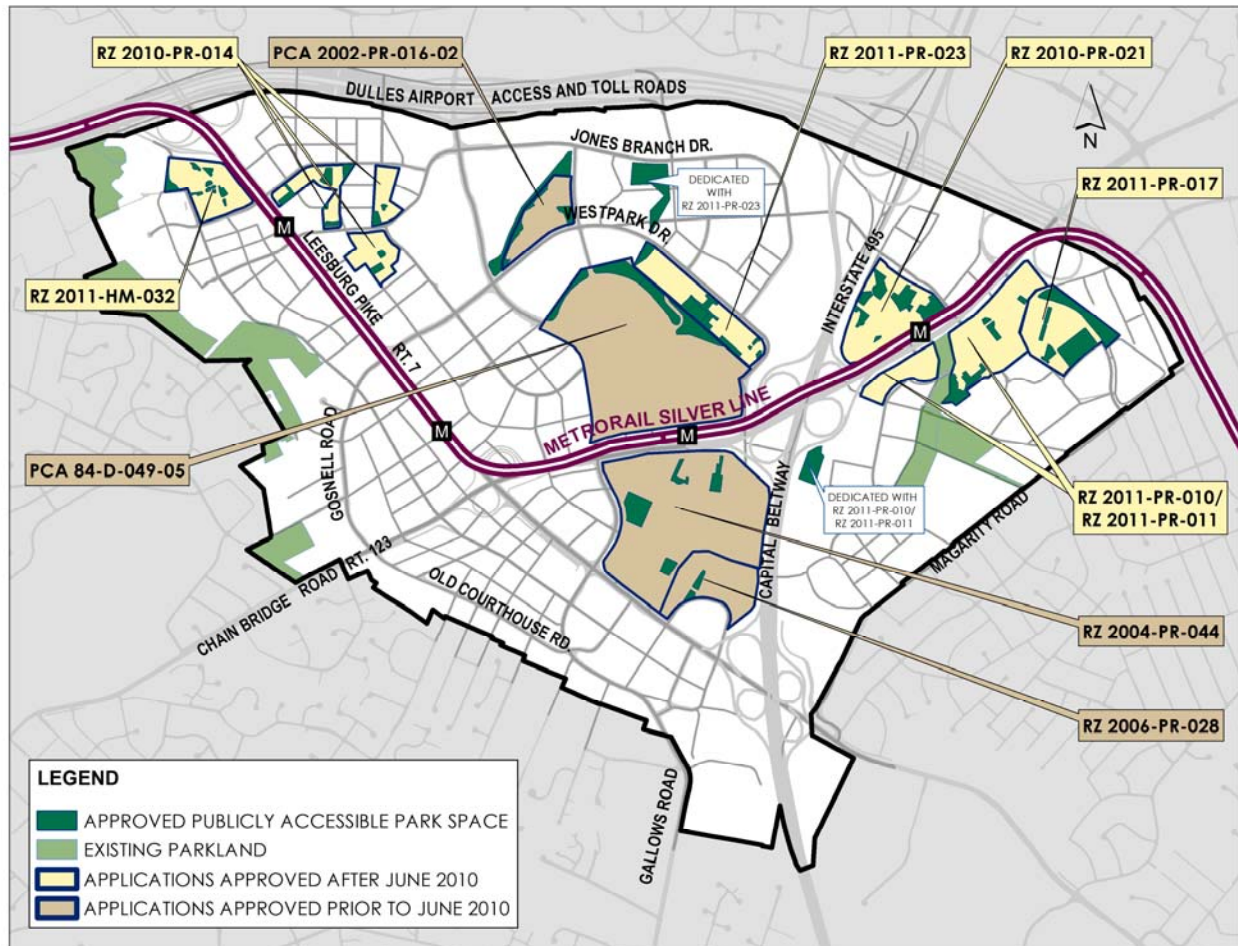 RZ 2010-PR-014
PCA 2002-PR-016-02
RZ 2011-PR-023
RZ 2010-PR-021
DULLES AIRPORT ACCESS AND TOLL ROADS
N
JONES BRANCH DR.
RZ 2011-PR-017
DEDICATED
WITH
RZ 2011-PR-023
WESTPARK DR.
M
LEESBURG PIKE
RT. 7
INTERSTATE 495
RZ 2011-HM-032
M
METRORAIL SILVER LINE
M
M
GOSNELL ROAD
PCA 84-D-049-05
DEDICATED WITH
RZ 2011-PR-010/
RZ 2011-PR-011
RZ 2011-PR-010/
RZ 2011-PR-011
CAPITAL BELTWAY
MAGARITY ROAD
CHAIN BRIDGE ROAD RT. 123
OLD COURTHOUSE RD.
RZ 2004-PR-044
RZ 2006-PR-028
GALLOWS ROAD
LEGEND
APPROVED PUBLICLY ACCESSIBLE PARK SPACE
EXISTING PARKLAND
APPLICATIONS APPROVED AFTER JUNE 2010
APPLICATIONS APPROVED PRIOR TO JUNE 2010